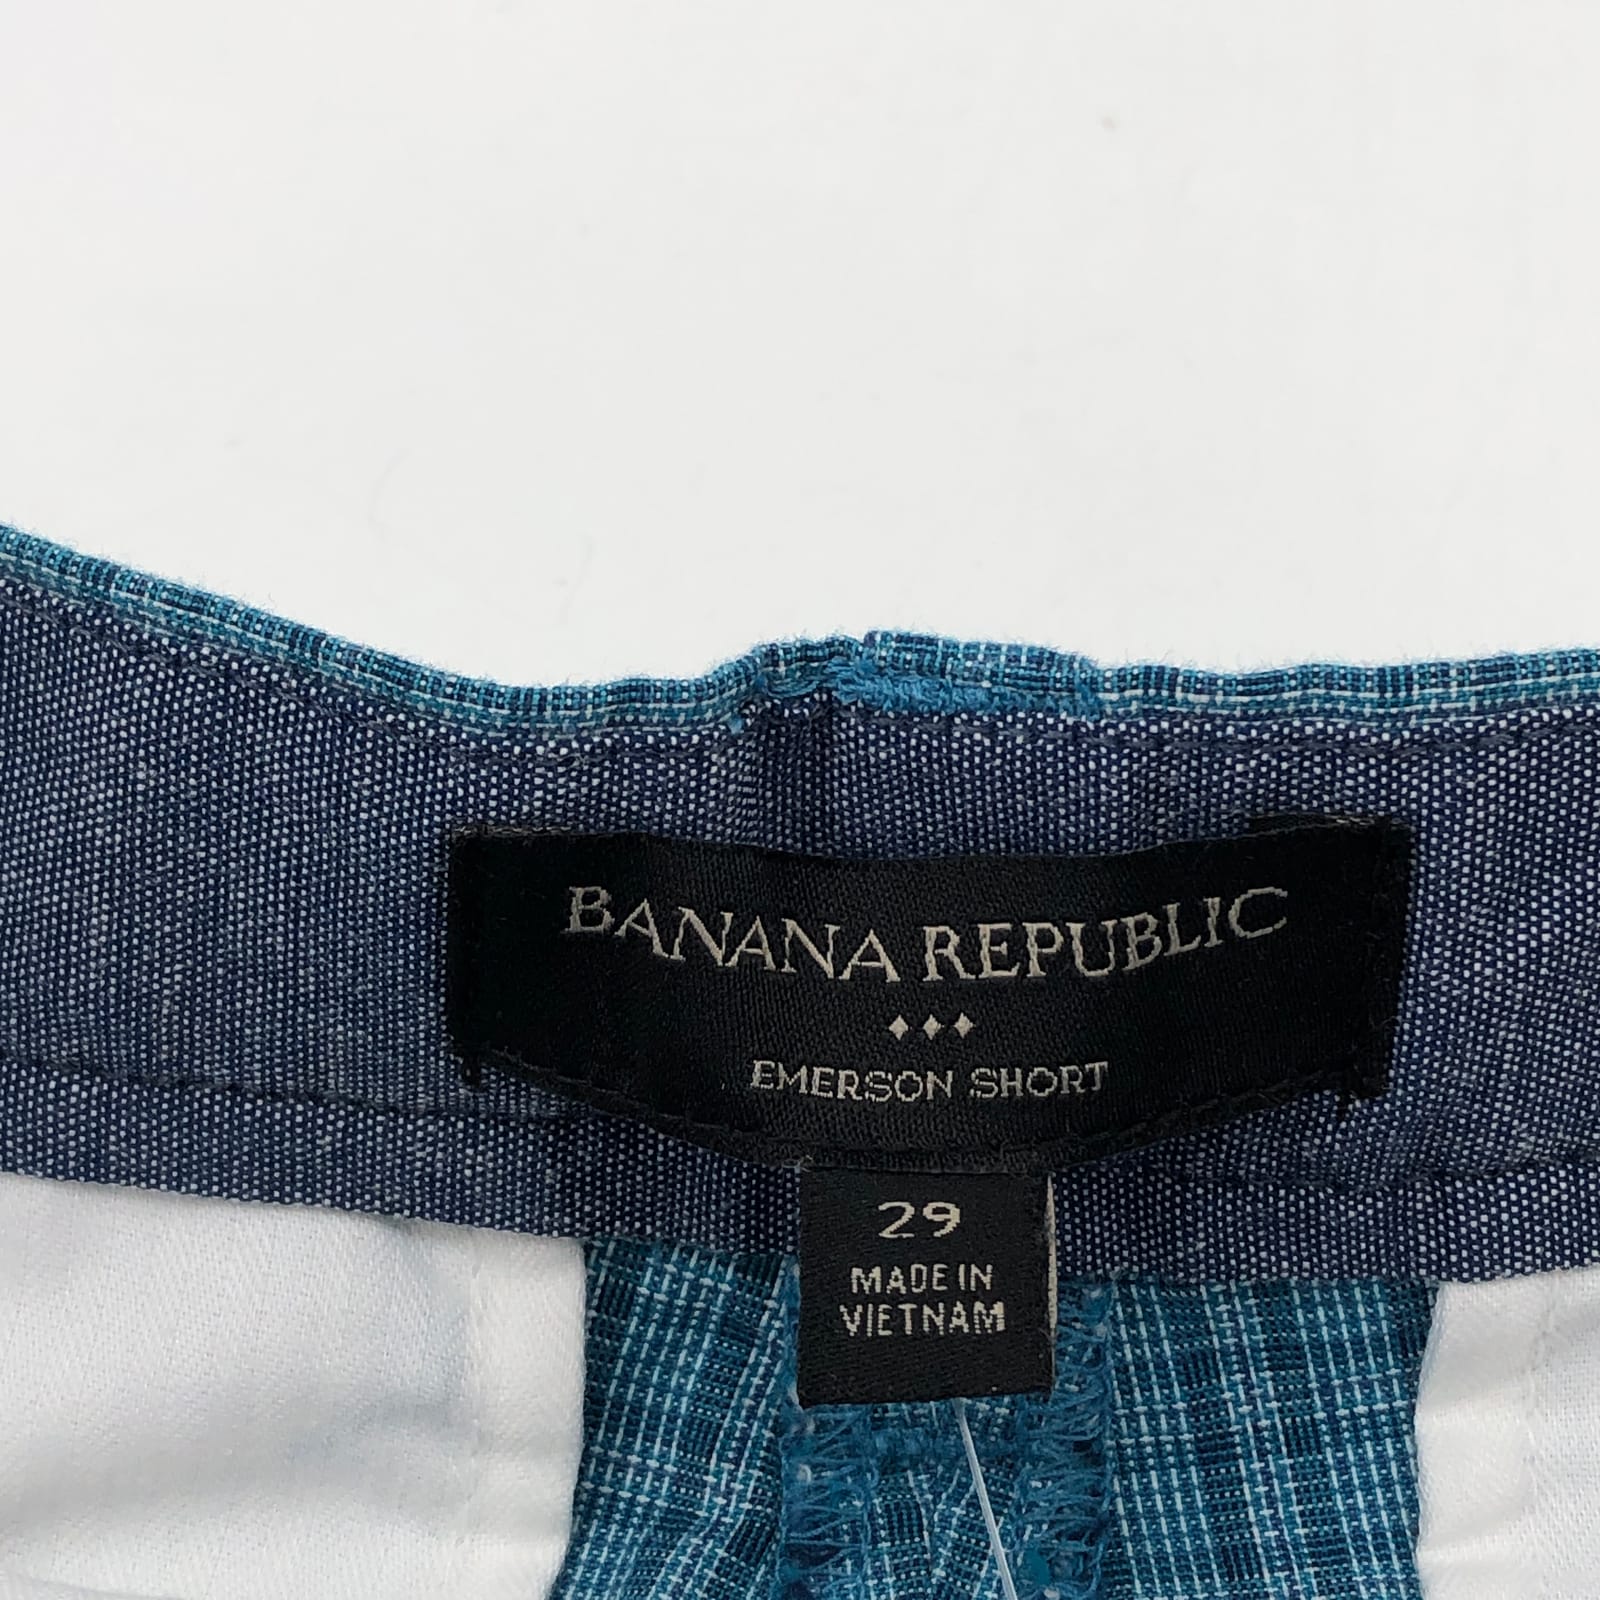 BANANA REPUBLIC
EMERSON SHORT
29
MADE IN
VIETNAM